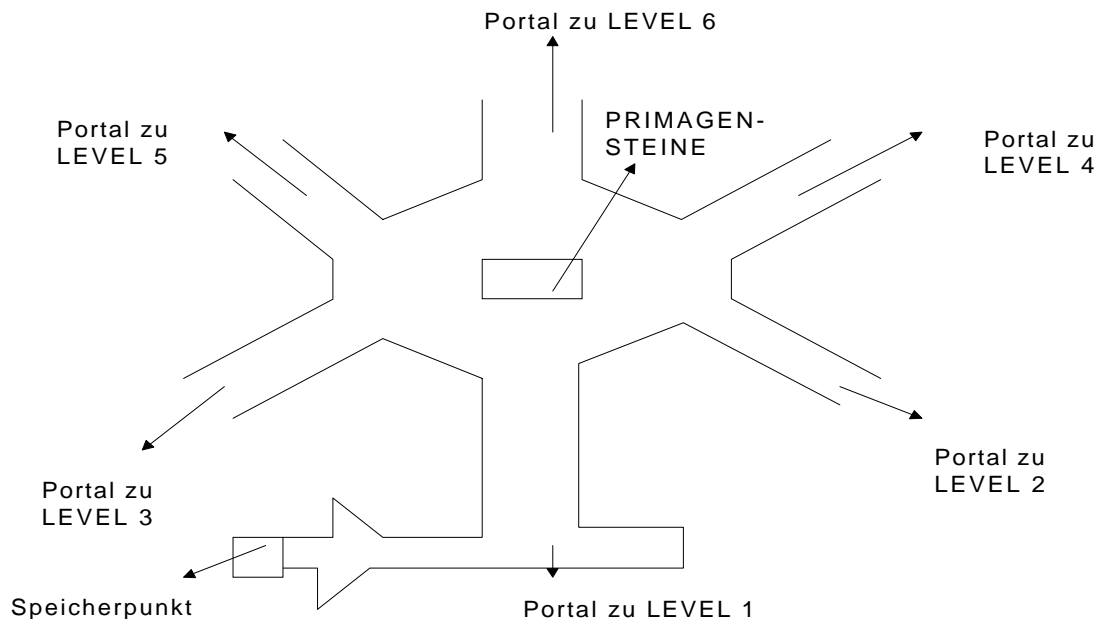 Portal zu LEVEL 6
PRIMAGEN-
STEINE
Portal zu
LEVEL 5
Portal zu
LEVEL 4
Portal zu
LEVEL 3
Portal zu
LEVEL 2
Speicherpunkt
Portal zu LEVEL 1